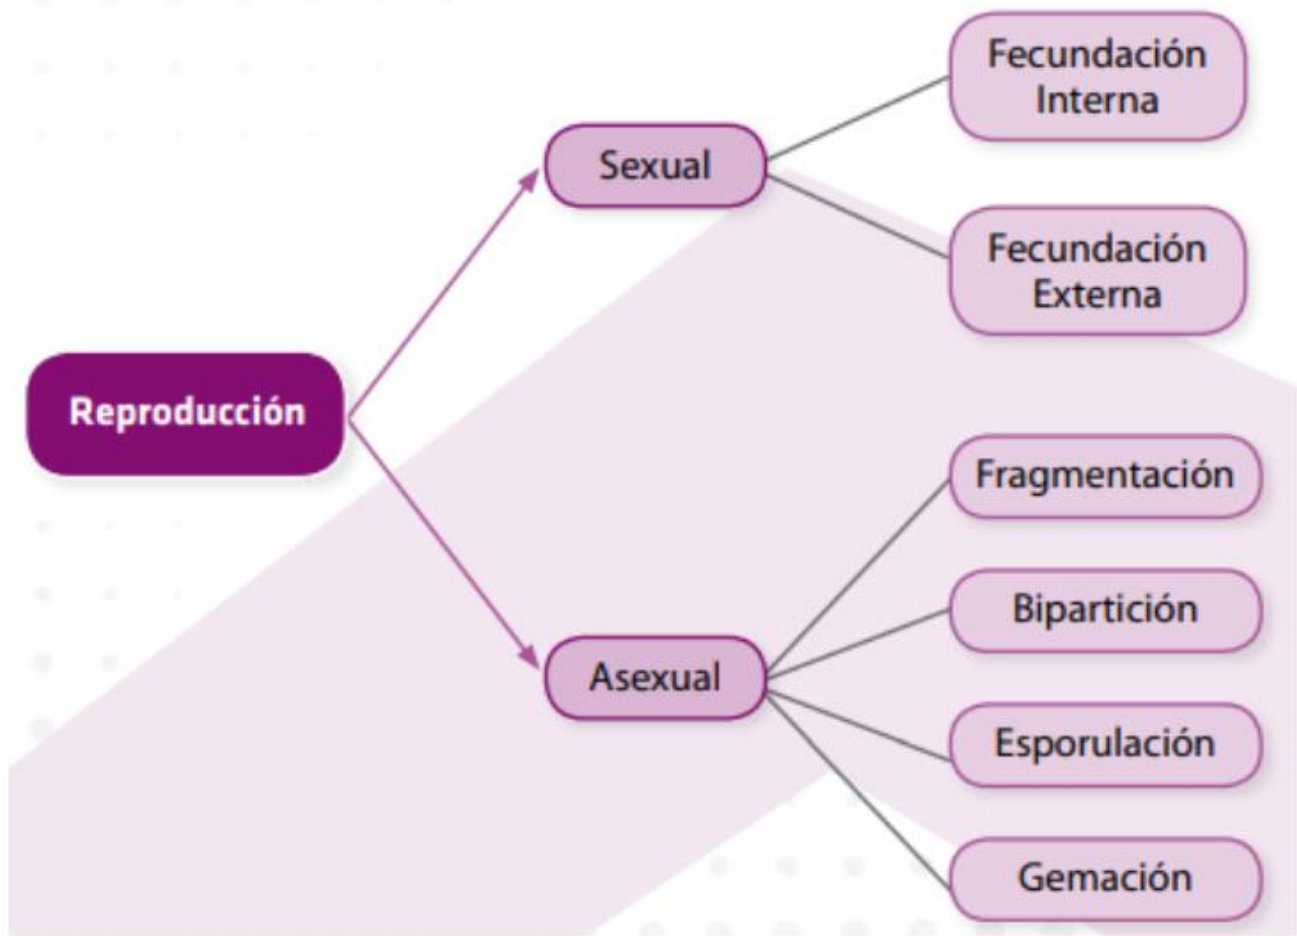 Reproducción
Sexual
Fecundación
Interna
Fecundación
Externa
Asexual
Fragmentación
Bipartición
Esporulación
Gemación